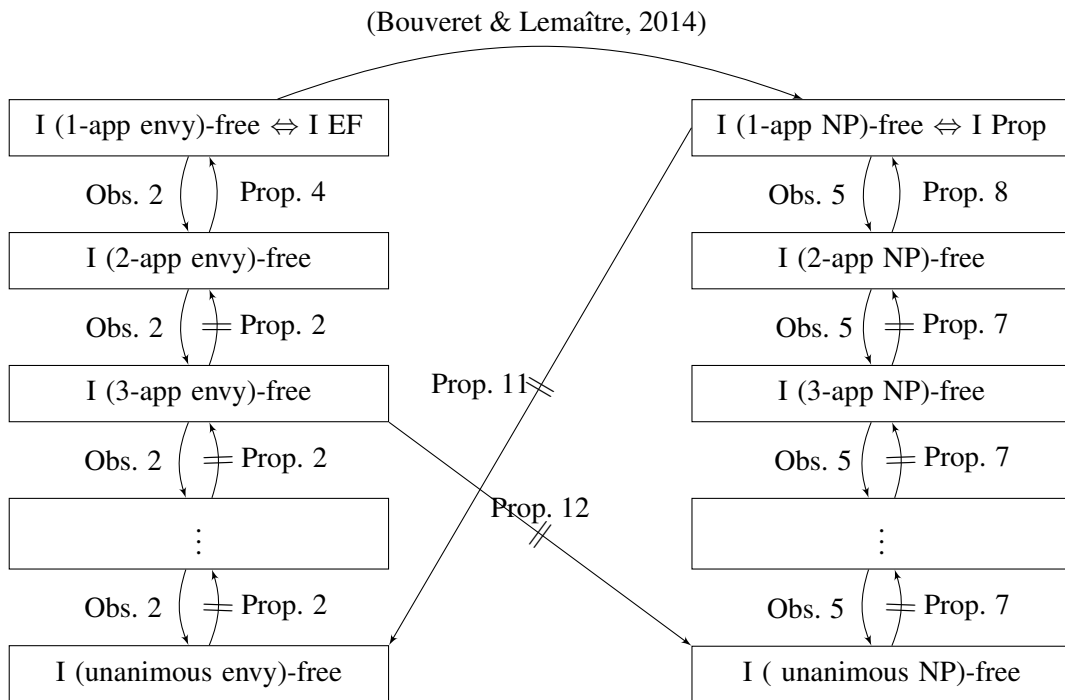 (Bouveret & Lemaître, 2014)
I (1-app envy)-free ⇔ I EF
I (1-app NP)-free ⇔ I Prop
Obs. 2
Prop. 4
Obs. 5
Prop. 8
I (2-app envy)-free
I (2-app NP)-free
Obs. 2
Prop. 2
Obs. 5
Prop. 7
I (3-app envy)-free
Prop. 11
I (3-app NP)-free
Obs. 2
Prop. 2
Obs. 5
Prop. 7
Prop. 12
⋮
⋮
Obs. 2
Prop. 2
Obs. 5
Prop. 7
I (unanimous envy)-free
I ( unanimous NP)-free